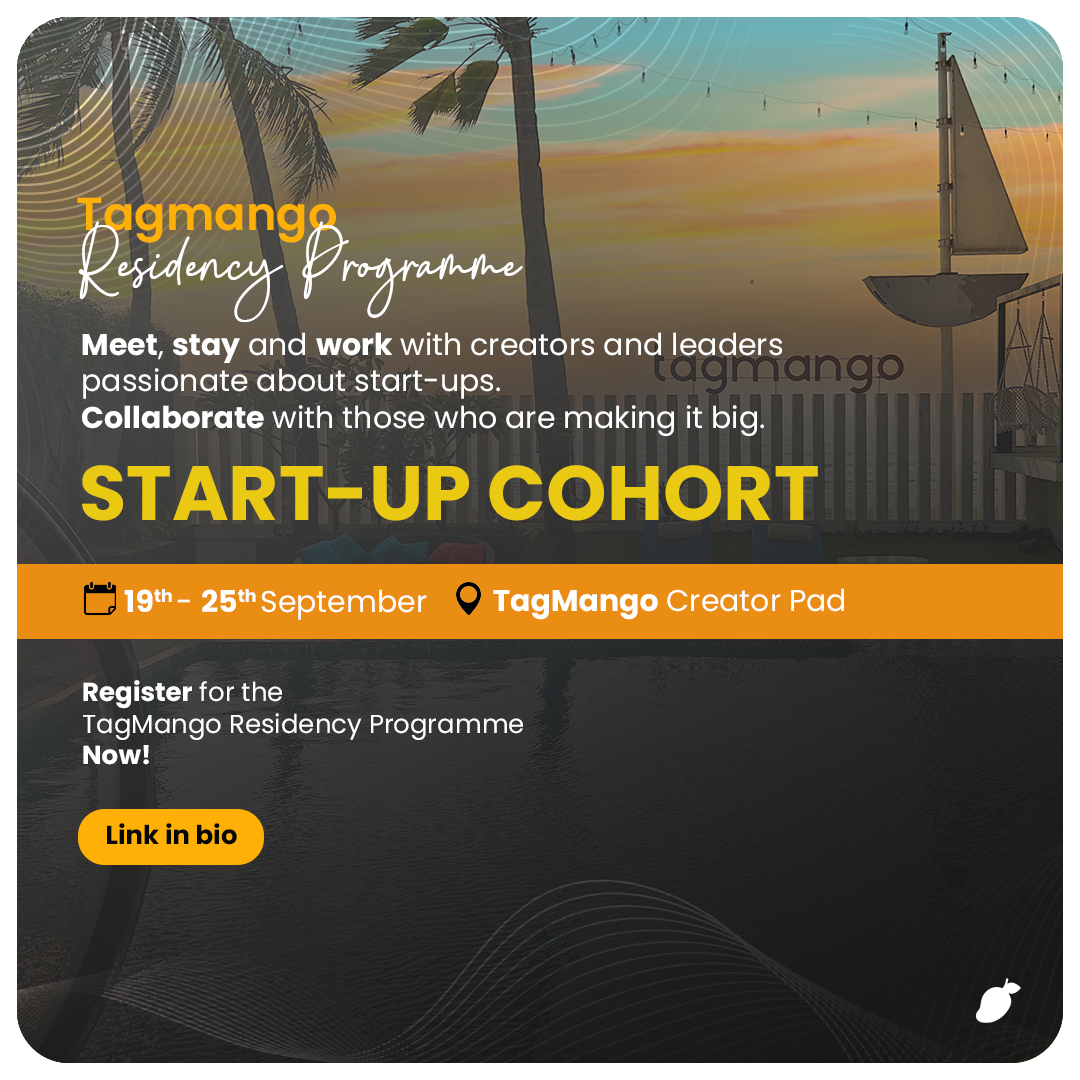 Tagmango
Residency Programme
Meet, stay and work with creators and leaders
passionate about start-ups.
Collaborate with those who are making it big.
tagmango
START-UP COHORT
19th - 25th September TagMango Creator Pad
Register for the
TagMango Residency Programme
Now!
Link in bio